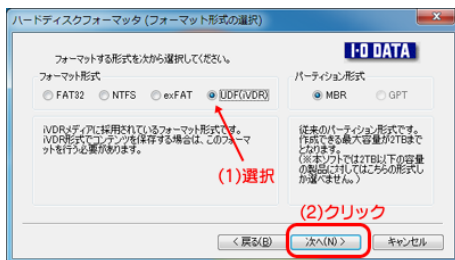 ハードディスクフォーマッタ (フォーマット形式の選択)
フォーマットする形式を次から選択してください。
I-O DATA
フォーマット形式
パーティション形式
FAT32 NTFS exFAT UDF(iVDR)
MBR GPT
iVDRメディアに採用されているフォーマット形式です。
iVDR形式でコンテンツを保存する場合は、このフォーマ
ットを行う必要があります。
従来のパーティション形式です。
作成できる最大容量が2TBまで
となります。
(※本ソフトでは2TB以下の容量
の製品に対してはこちらの形式し
か選べません。)
(1)選択
(2)クリック
< 戻る(B)
次へ(N) >
キャンセル